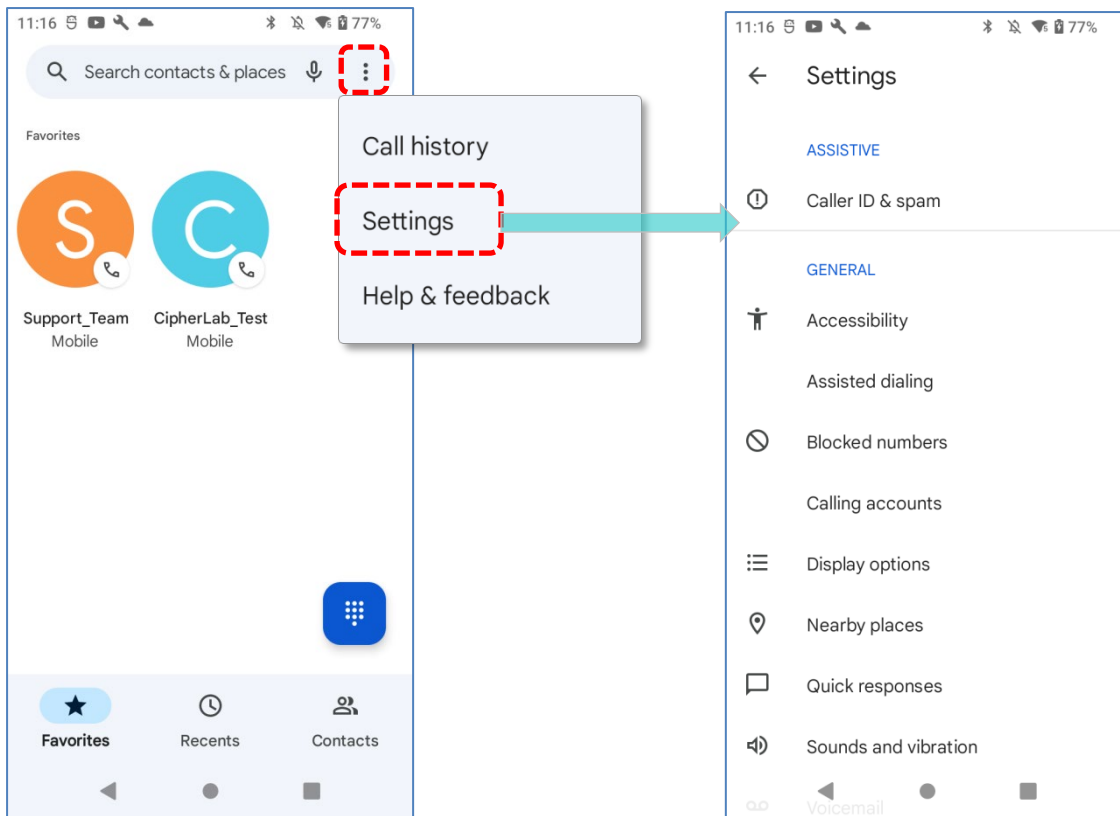 11:16
77%
Search contacts & places
Favorites
S
C
Support_Team
Mobile
CipherLab_Test
Mobile
Call history
Settings
Help & feedback
Favorites
Recents
Contacts
11:16
77%
Settings
ASSISTIVE
Caller ID & spam
GENERAL
Accessibility
Assisted dialing
Blocked numbers
Calling accounts
Display options
Nearby places
Quick responses
Sounds and vibration
Voicemail